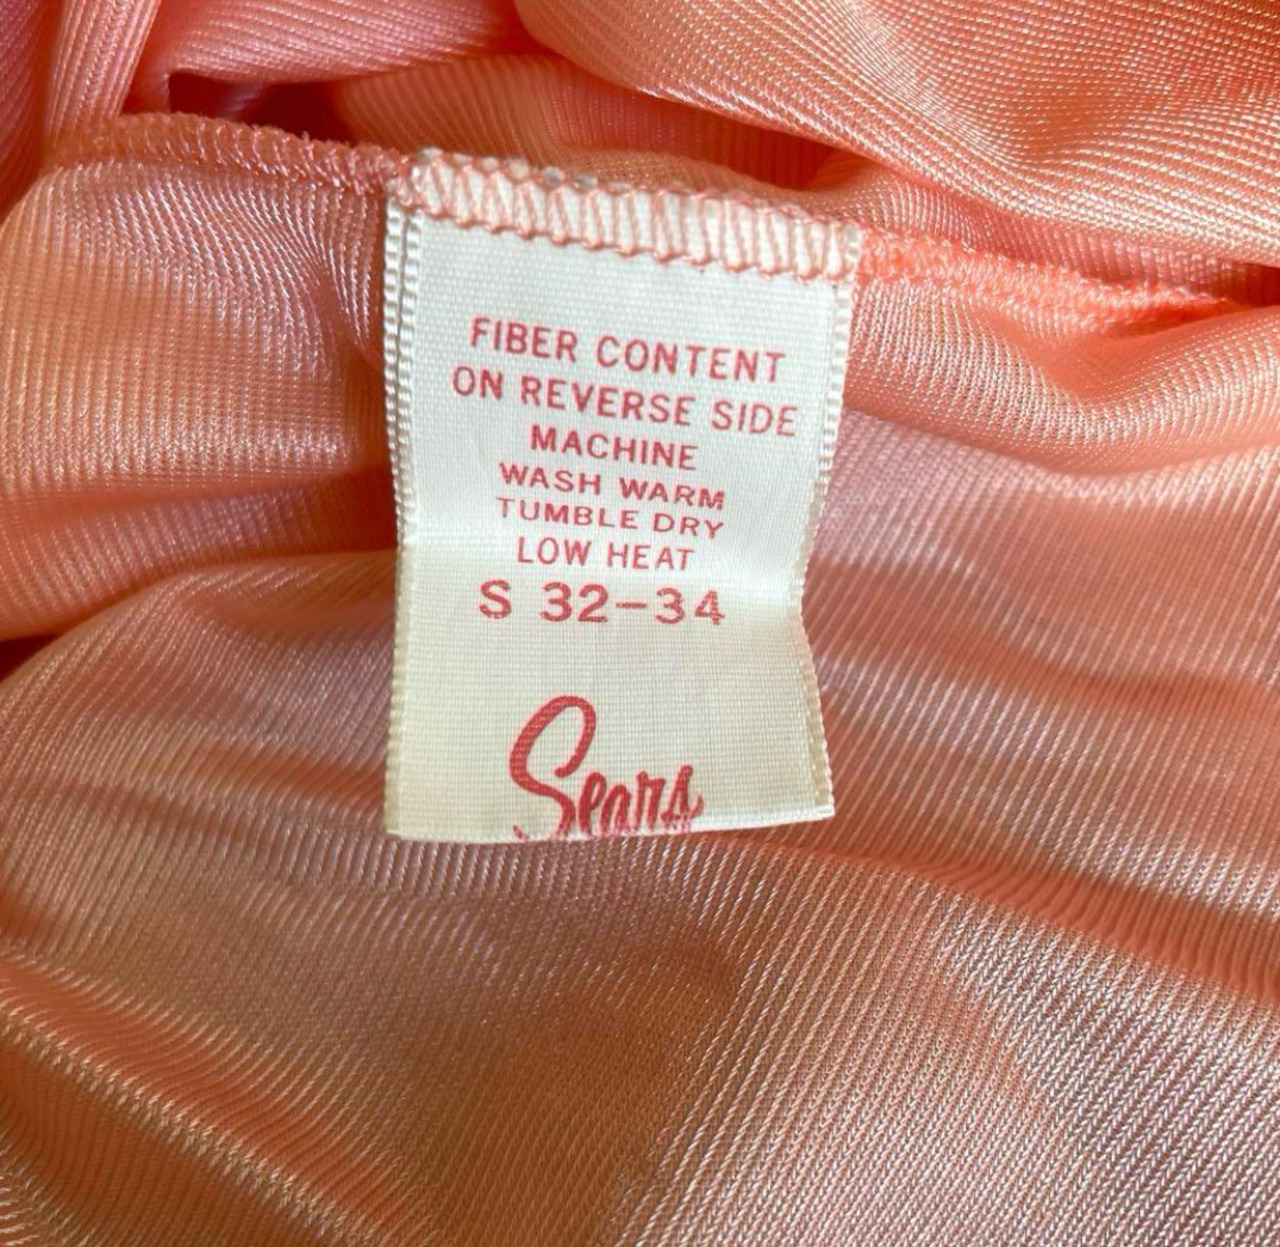 FIBER CONTENT
ON REVERSE SIDE
MACHINE
WASH WARM
TUMBLE DRY
LOW HEAT
S 32-34
Sears